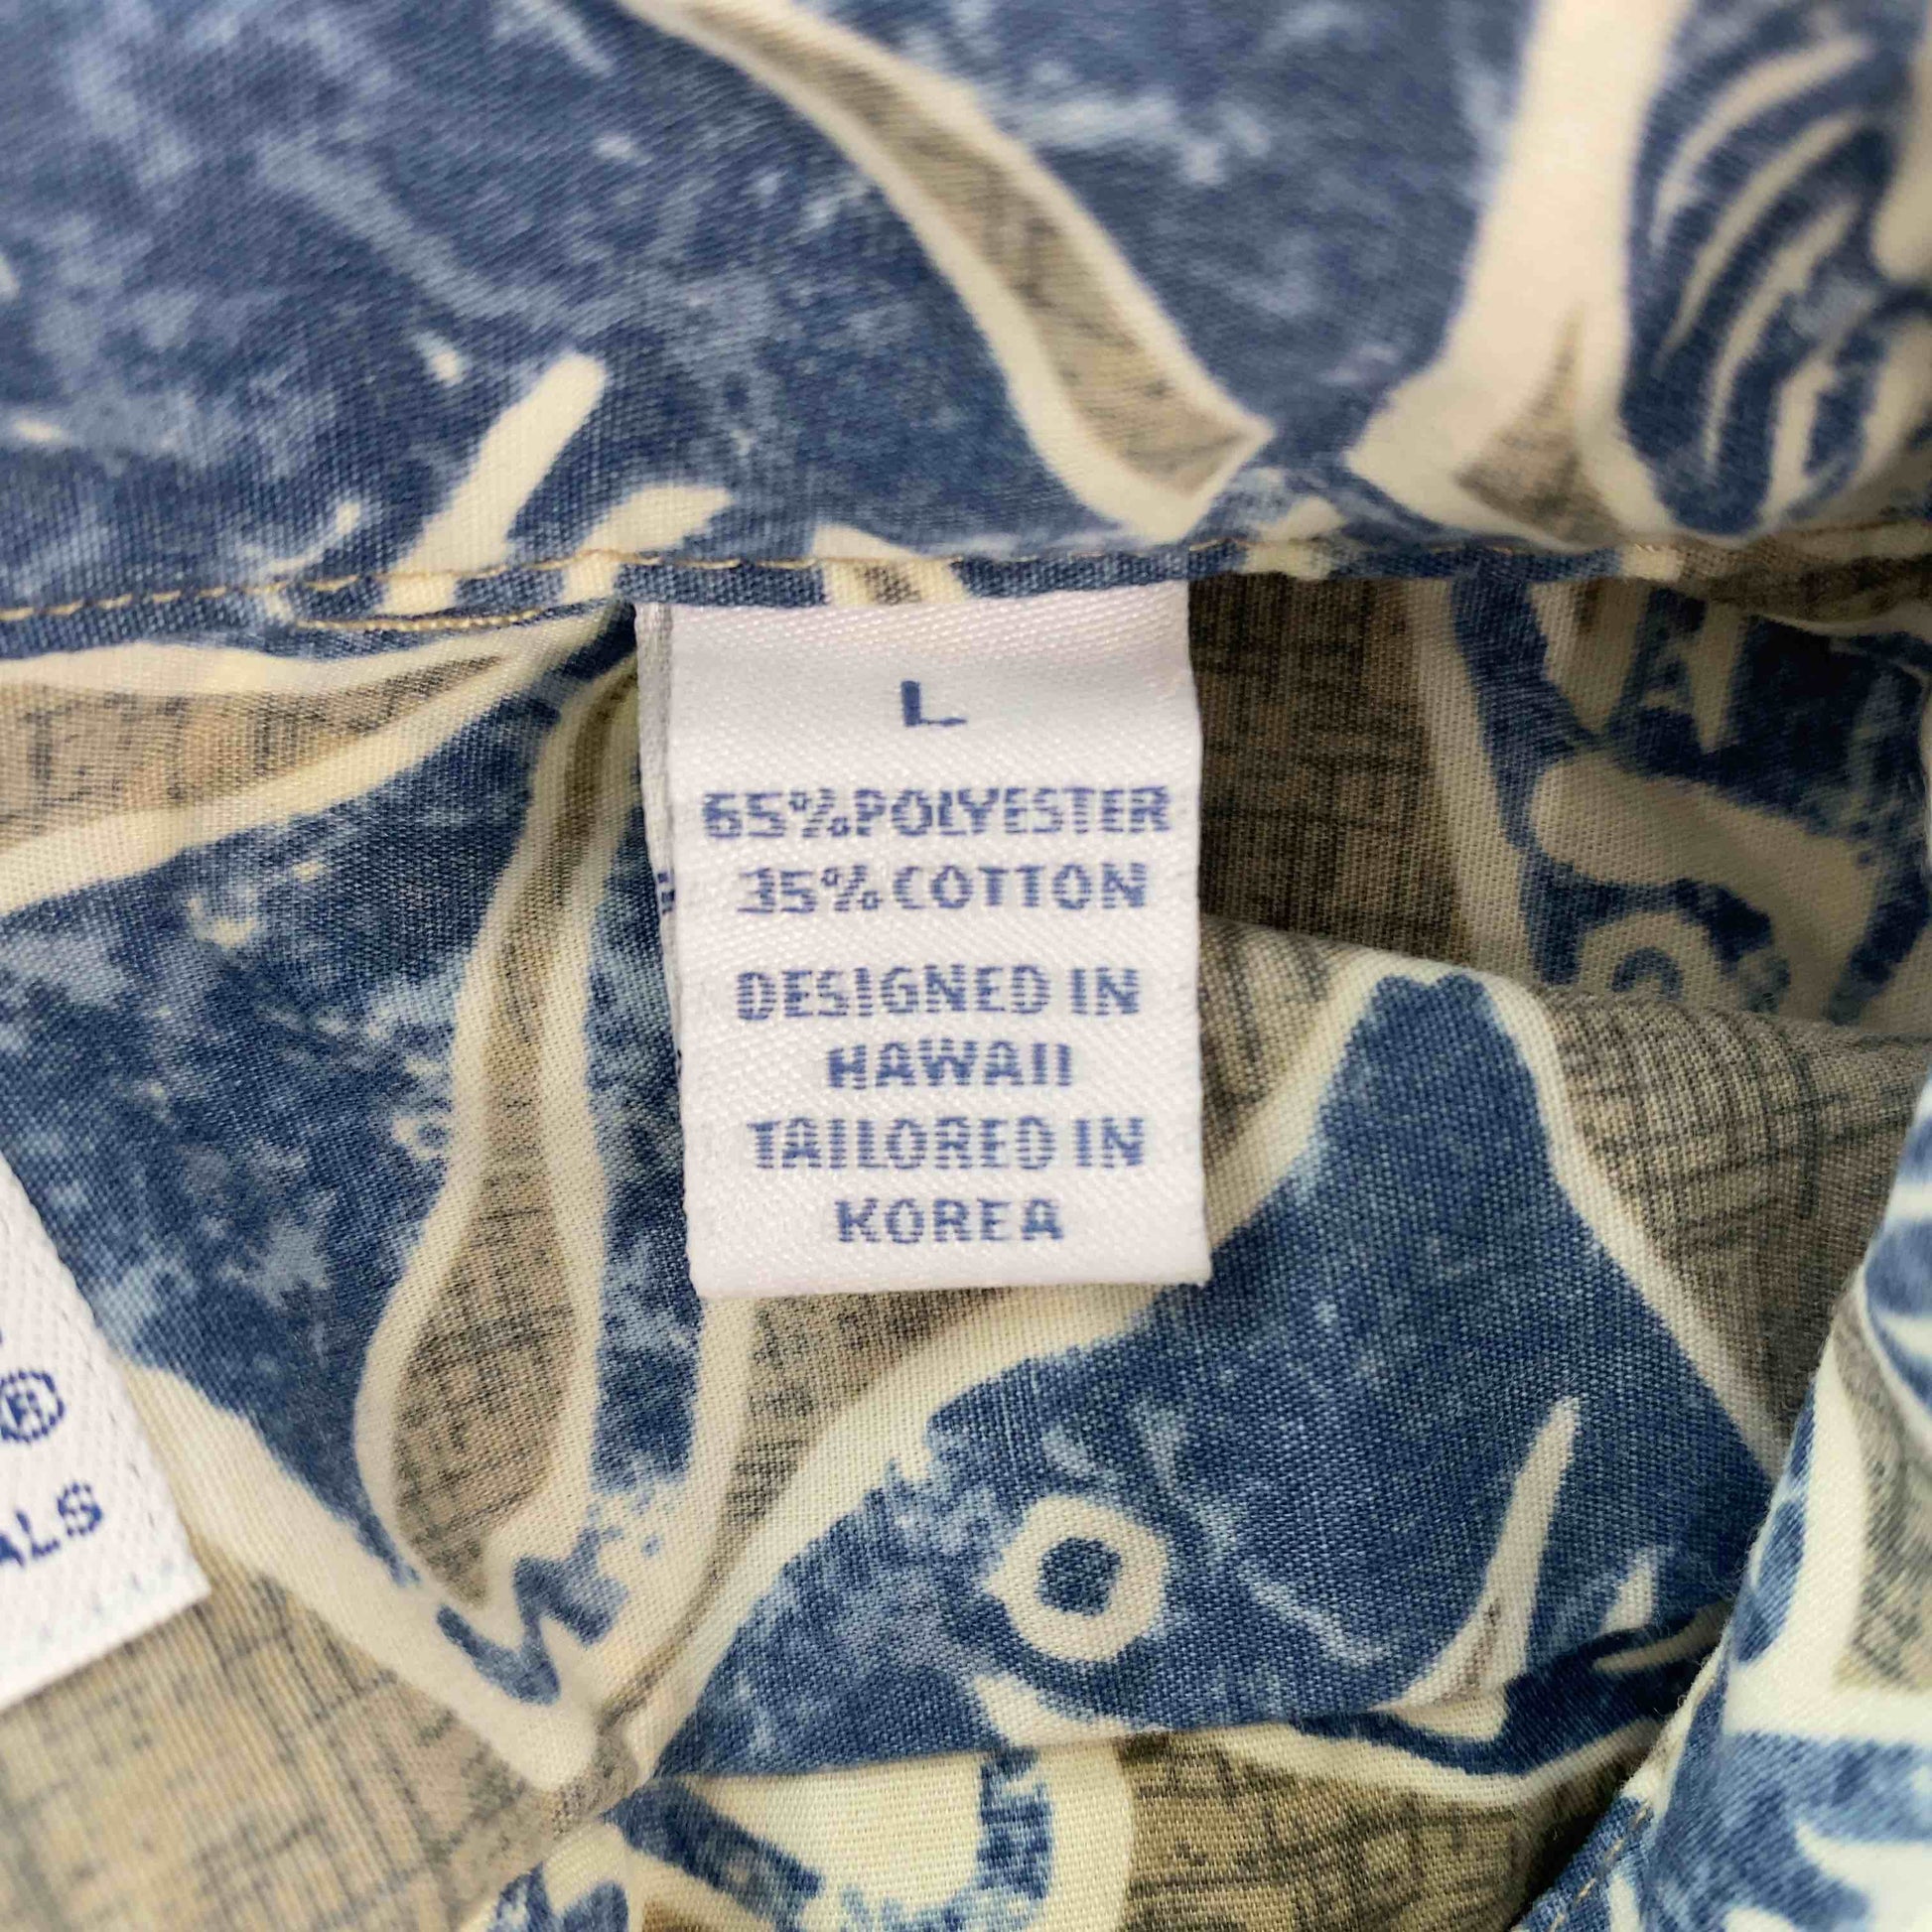 L
65%POLYESTER
35%COTTON
DESIGNED IN
HAWAII
TAILORED IN
KOREA
®
ALS